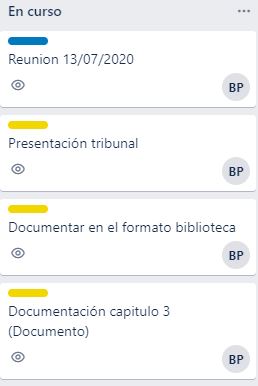 En curso
Reunion 13/07/2020
BP
Presentación tribunal
BP
Documentar en el formato biblioteca
BP
Documentación capitulo 3
(Documento)
BP